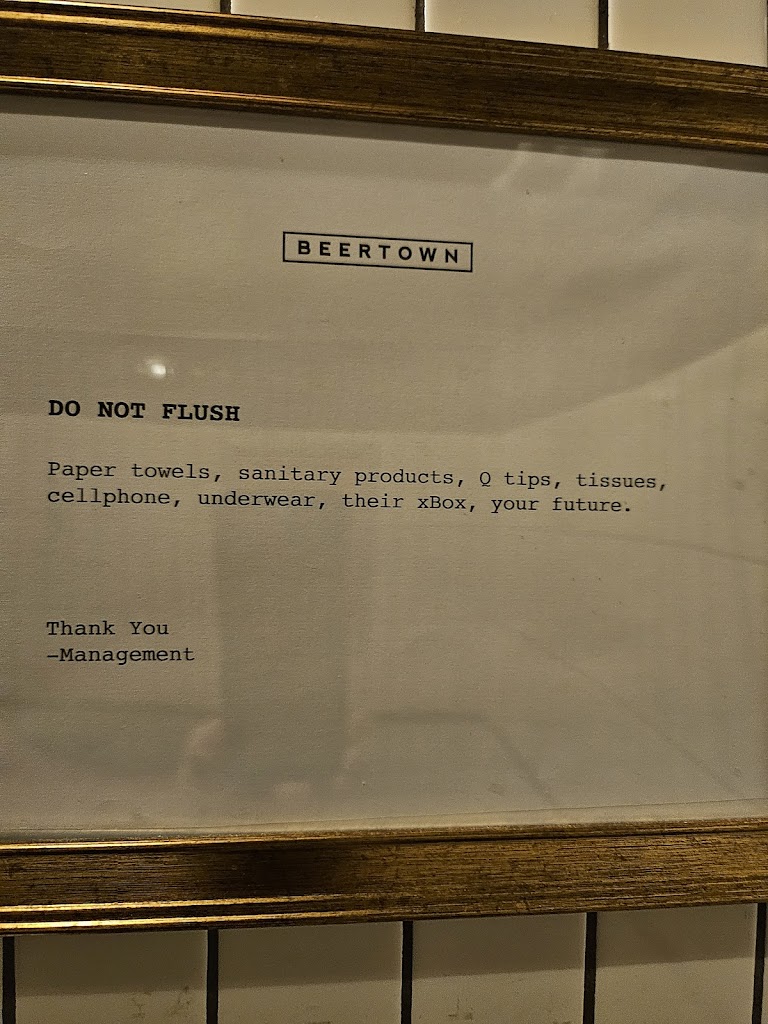 BEERTOWN
DO NOT FLUSH
Paper towels, sanitary products, Q tips, tissues,
cellphone, underwear, their xBox, your future.
Thank You
-Management